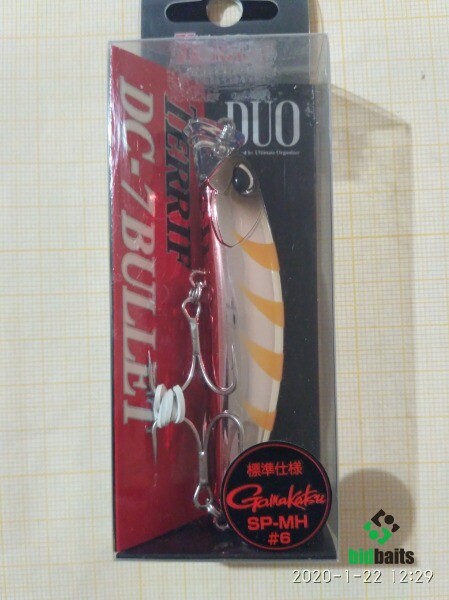 DUO
TERRIF
DC-7 BULLET
標準仕様
Gamakatsu
SP-MH
#6
bidbaits
2020-1-22 12:29